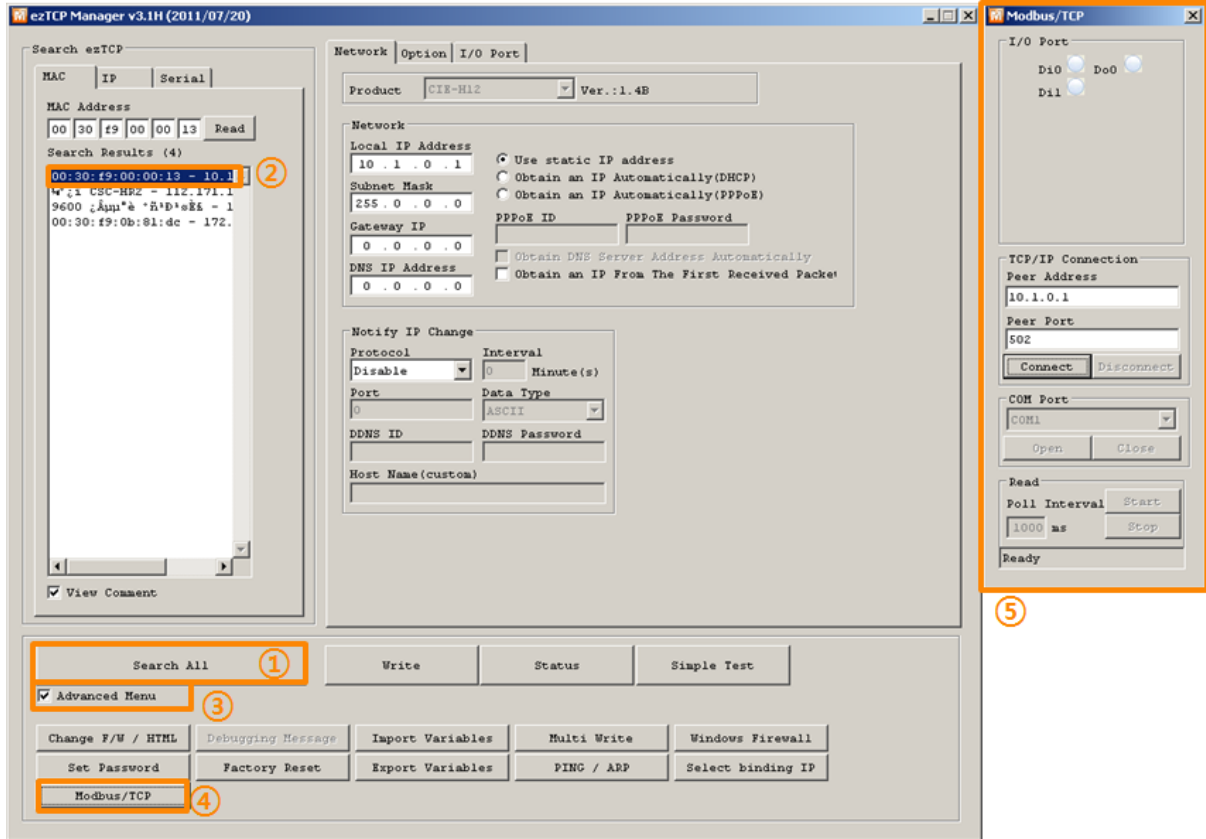 ezTCP Manager v3.1H (2011/07/20)
Search ezTCP
MAC IP Serial
MAC Address
00 30 f9 00 00 13 Read
Search Results (4)
00:30:f9:00:00:13 - 10.1
CSC-HR2 - 112.171.1
9600 - 1
00:30:f9:0b:81:dc - 172.
②
View Comment
Network Option I/O Port
Product CIE-H12 Ver.:1.4B
Network
Local IP Address
10 . 1 . 0 . 1
Subnet Mask
255 . 0 . 0 . 0
Gateway IP
0 . 0 . 0 . 0
DNS IP Address
0 . 0 . 0 . 0
Use static IP address
Obtain an IP Automatically(DHCP)
Obtain an IP Automatically(PPPoE)
PPPoE ID PPPoE Password
Obtain DNS Server Address Automatically
Obtain an IP From The First Received Packet
Notify IP Change
Protocol Interval
Disable 0 Minute(s)
Port Data Type
0 ASCII
DDNS ID DDNS Password
Host Name(custom)
Search All ① Write Status Simple Test
Advanced Menu ③
Change F/W / HTML Debugging Message Import Variables Multi Write Windows Firewall
Set Password Factory Reset Export Variables PING / ARP Select binding IP
Modbus/TCP ④
Modbus/TCP
I/O Port
Di0 Do0
Di1
TCP/IP Connection
Peer Address
10.1.0.1
Peer Port
502
Connect Disconnect
COM Port
COM1
Open Close
Read
Poll Interval Start
1000 ms Stop
Ready
⑤